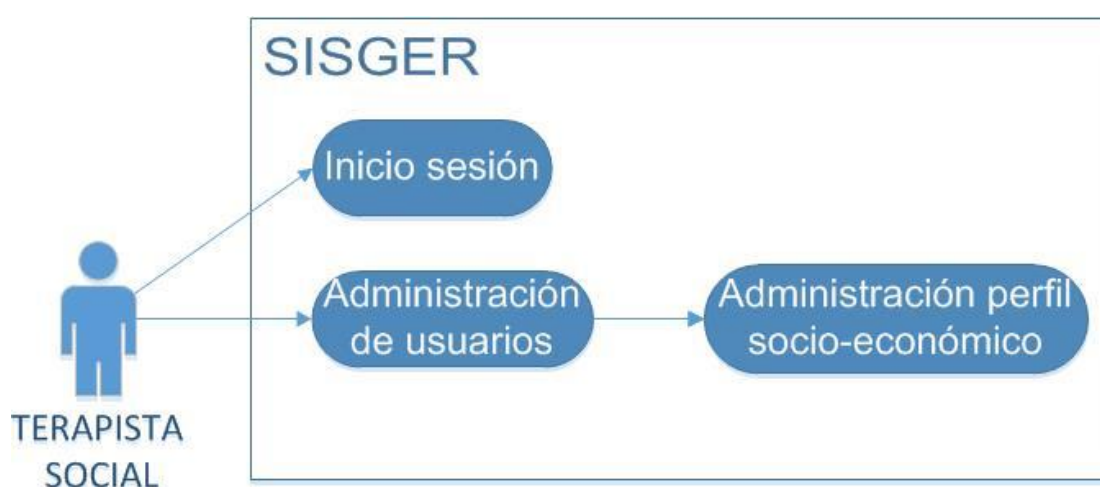 SISGER
Inicio sesión
Administración
de usuarios
Administración perfil
socio-económico
TERAPISTA
SOCIAL